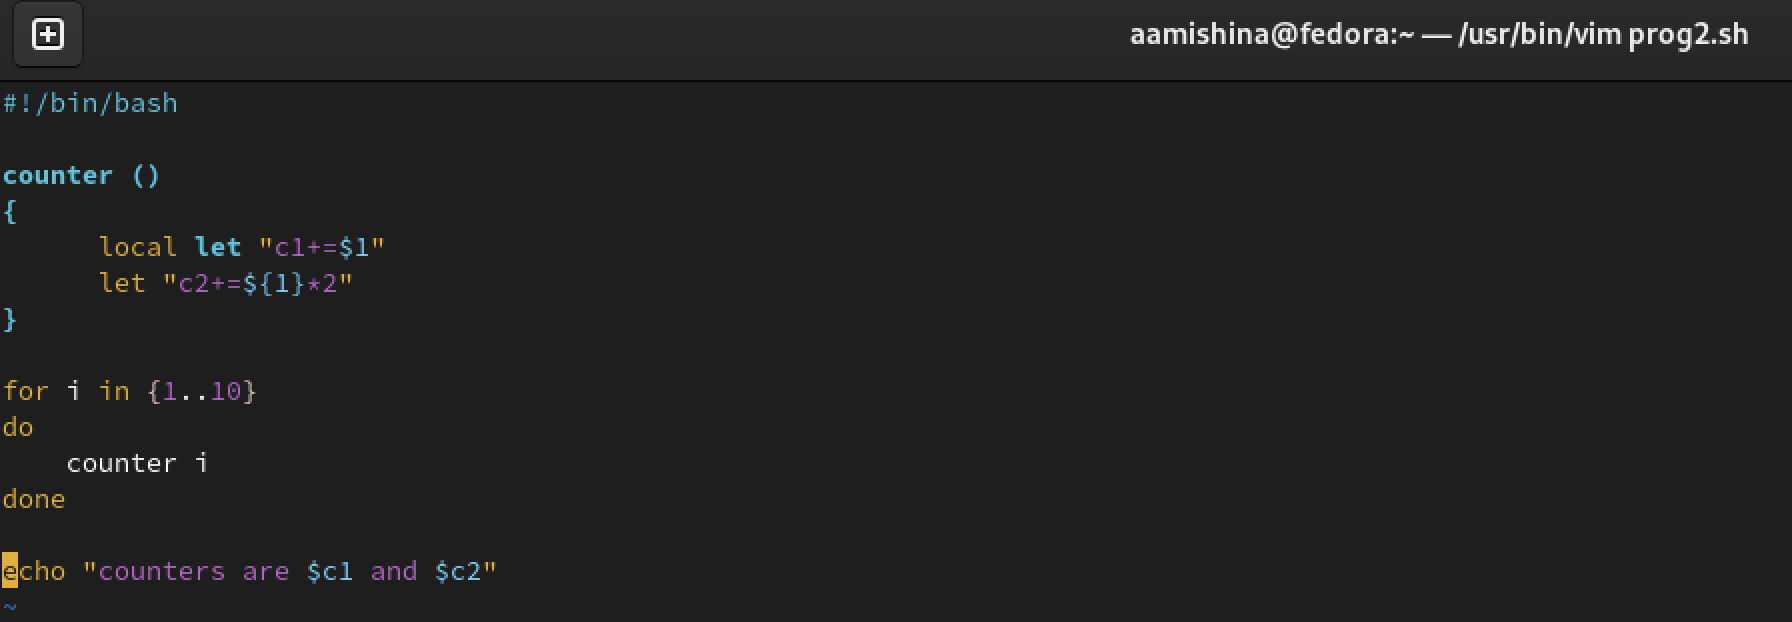 aamishina@fedora:~ — /usr/bin/vim prog2.sh
#!/bin/bash
counter ()
{
local let "c1+=$1"
let "c2+=${1}*2"
}
for i in {1..10}
do
counter i
done
echo "counters are $c1 and $c2"
~